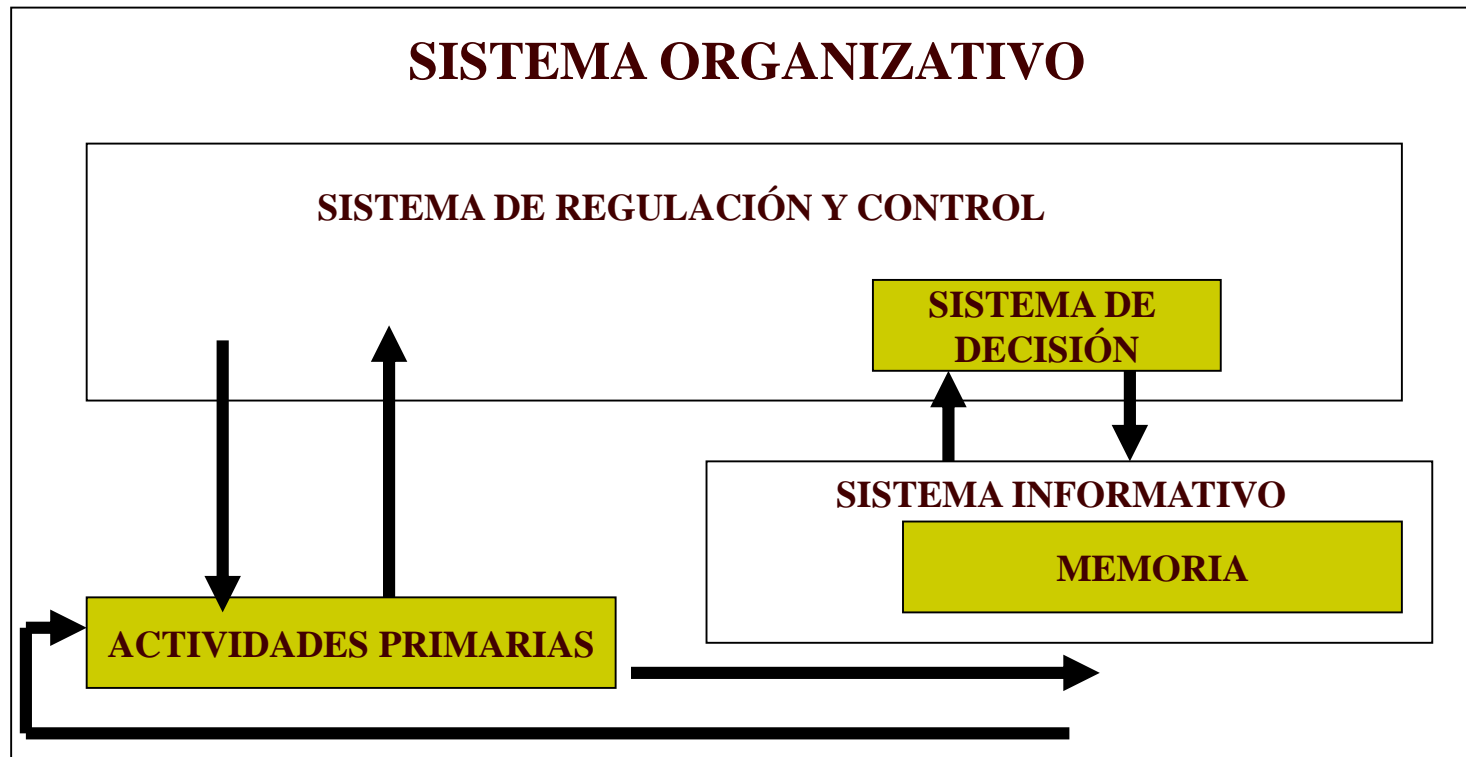 SISTEMA ORGANIZATIVO
SISTEMA DE REGULACIÓN Y CONTROL
SISTEMA DE
DECISIÓN
SISTEMA INFORMATIVO
MEMORIA
ACTIVIDADES PRIMARIAS